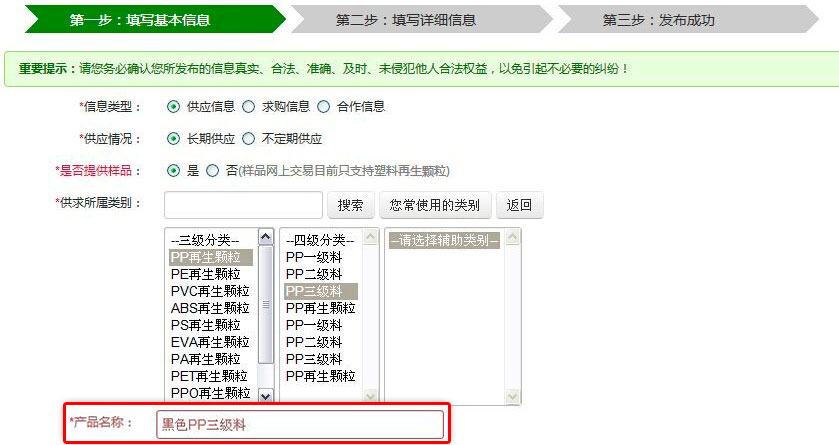 第一步：填写基本信息 第二步：填写详细信息 第三步：发布成功
重要提示：请您务必确认您所发布的信息真实、合法、准确、及时、未侵犯他人合法权益，以免引起不必要的纠纷！
*信息类型： 供应信息 求购信息 合作信息
*供应情况： 长期供应 不定期供应
*是否提供样品： 是 否(样品网上交易目前只支持塑料再生颗粒)
*供求所属类别： 搜索 您常使用的类别 返回
--三级分类-- --四级分类-- --请选择辅助类别--
PP再生颗粒 PP一级料
PE再生颗粒 PP二级料
PVC再生颗粒 PP三级料
ABS再生颗粒 PP再生颗粒
PS再生颗粒 PP一级料
EVA再生颗粒 PP二级料
PA再生颗粒 PP三级料
PET再生颗粒 PP再生颗粒
PPO再生颗粒
*产品名称： 黑色PP三级料